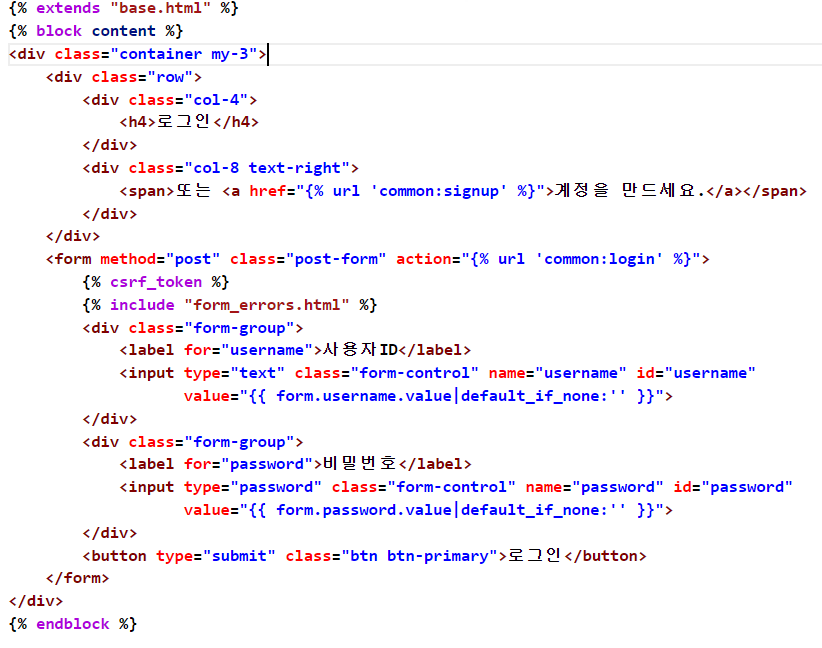 {% extends "base.html" %}
{% block content %}
<div class="container my-3">
    <div class="row">
        <div class="col-4">
            <h4>로그인</h4>
        </div>
        <div class="col-8 text-right">
            <span>또는 <a href="{% url 'common:signup' %}">계정을 만드세요.</a></span>
        </div>
    </div>
    <form method="post" class="post-form" action="{% url 'common:login' %}">
        {% csrf_token %}
        {% include "form_errors.html" %}
        <div class="form-group">
            <label for="username">사용자ID</label>
            <input type="text" class="form-control" name="username" id="username"
                   value="{{ form.username.value|default_if_none:'' }}">
        </div>
        <div class="form-group">
            <label for="password">비밀번호</label>
            <input type="password" class="form-control" name="password" id="password"
                   value="{{ form.password.value|default_if_none:'' }}">
        </div>
        <button type="submit" class="btn btn-primary">로그인</button>
    </form>
</div>
{% endblock %}